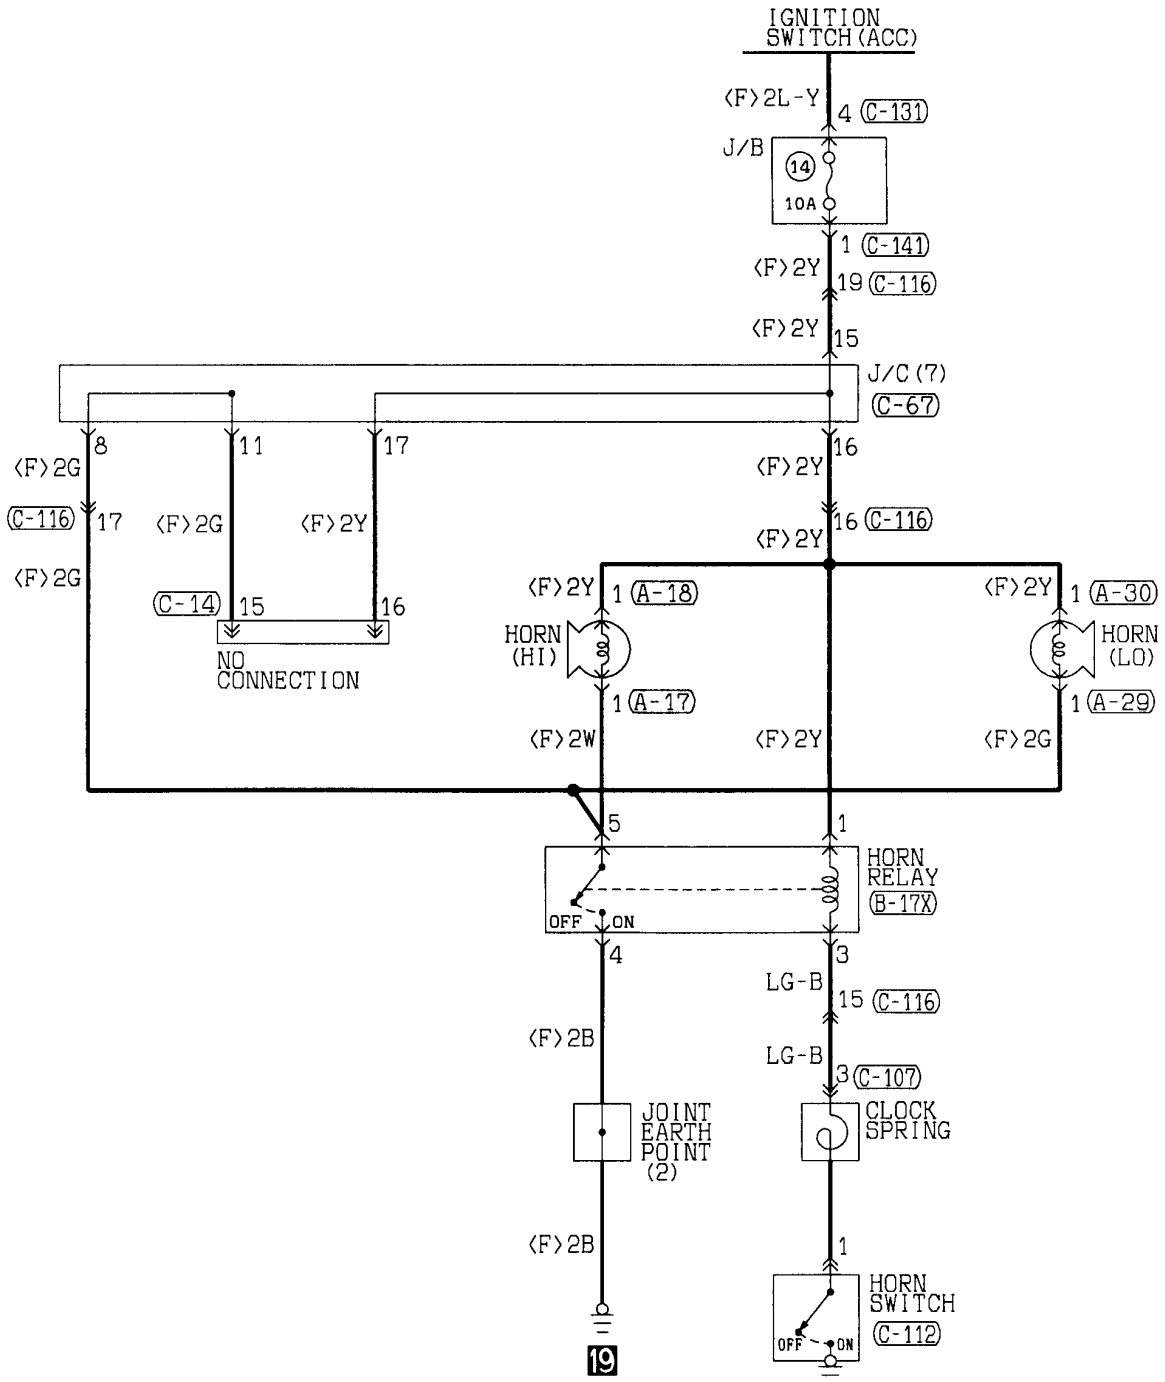 IGNITION
SWITCH(ACC)
<F>2L-Y
4 (C-131)
J/B
14
10A
1 (C-141)
<F>2Y
19 (C-116)
<F>2Y
15
J/C(7)
(C-67)
8
11
17
16
<F>2G
<F>2Y
(C-116) 17
<F>2G
<F>2Y
16 (C-116)
<F>2Y
<F>2G
<F>2Y
1 (A-18)
<F>2Y
1 (A-30)
(C-14) 15
16
HORN
(HI)
HORN
(LO)
NO
CONNECTION
1 (A-17)
1 (A-29)
<F>2W
<F>2Y
<F>2G
5
1
HORN
RELAY
(B-17X)
OFF
ON
4
3
LG-B
15 (C-116)
<F>2B
LG-B
3 (C-107)
JOINT
EARTH
POINT
(2)
CLOCK
SPRING
<F>2B
1
HORN
SWITCH
(C-112)
OFF
ON
19